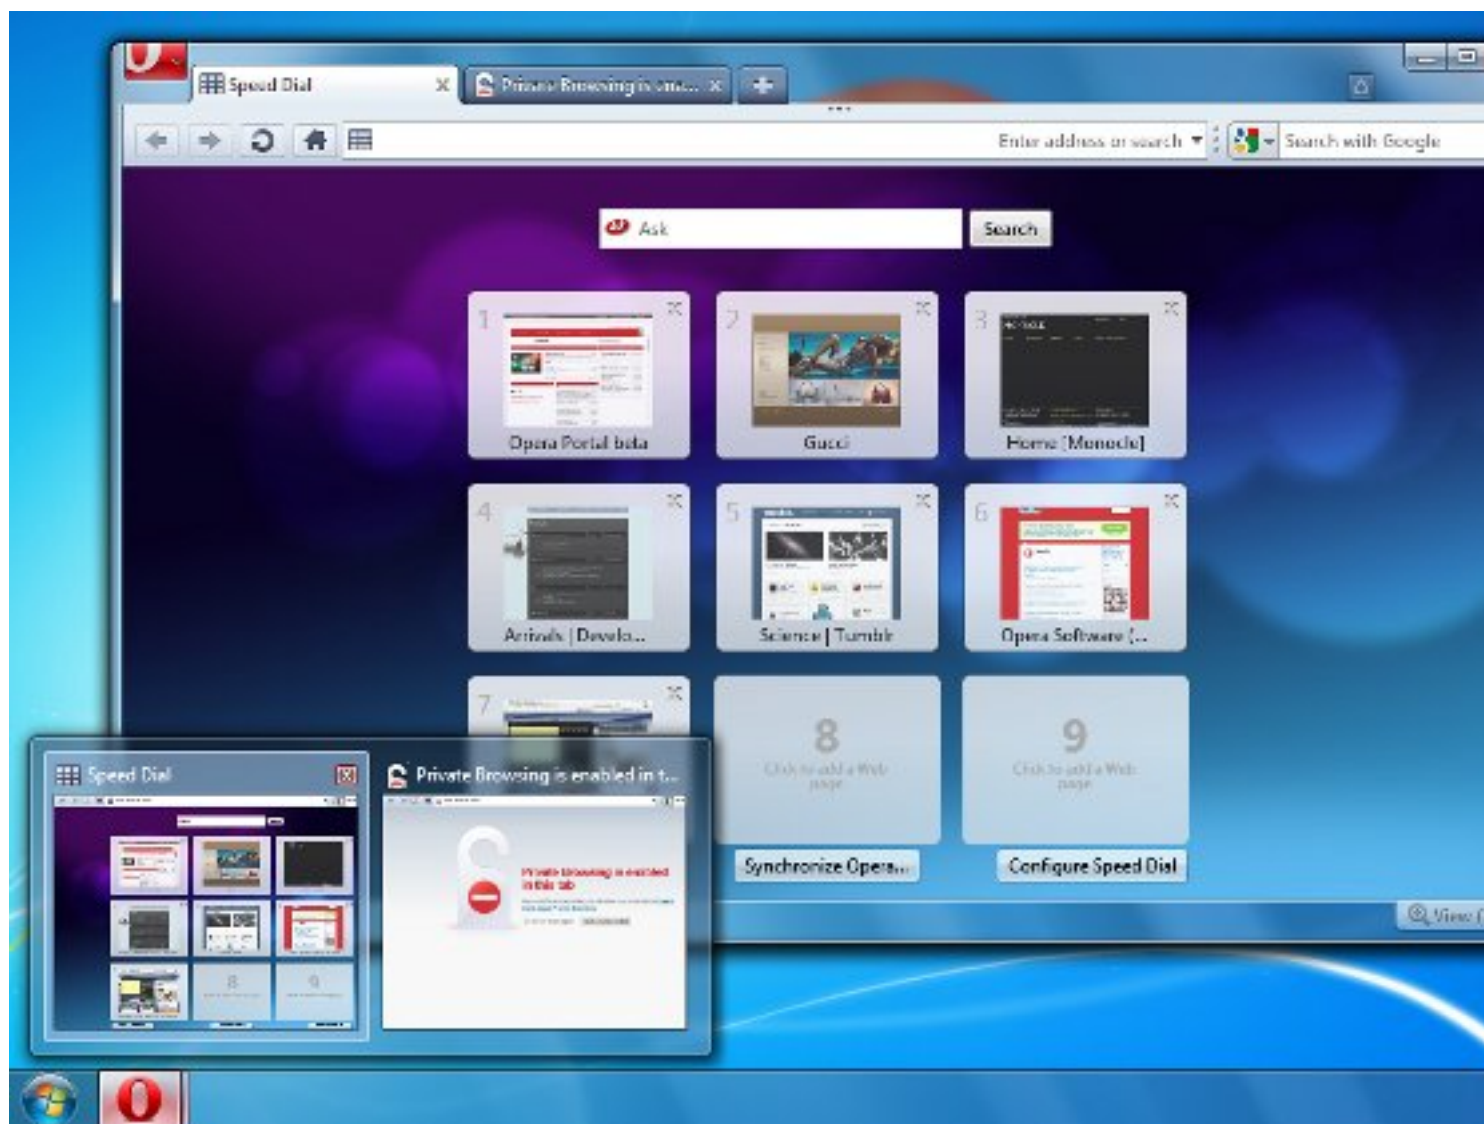 Speed Dial
Private Browsing is ena...
Enter address or search
Search with Google
Ask
Search
1
2
3
Opera Portal beta
Gucci
Home [Monocle]
4
5
6
Arrivals | Develo...
Science | Tumblr
Opera Software (...
7
8
Click to add a Web
page
9
Click to add a Web
page
Synchronize Opera...
Configure Speed Dial
View (
Speed Dial
Private Browsing is enabled in t...
8
9
Private Browsing is enabled
in this tab